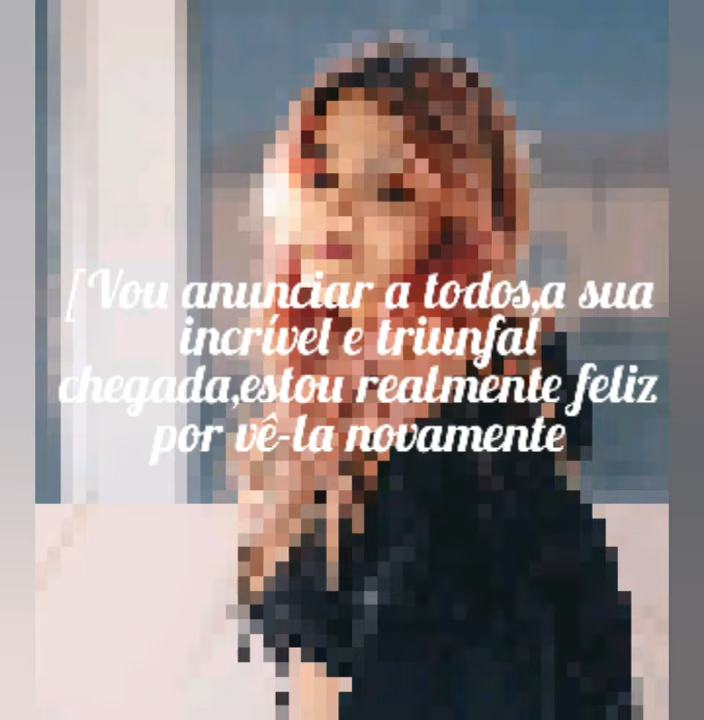 [Vou anunciar a todos,a sua
incrível e triunfal
chegada,estou realmente feliz
por vê-la novamente